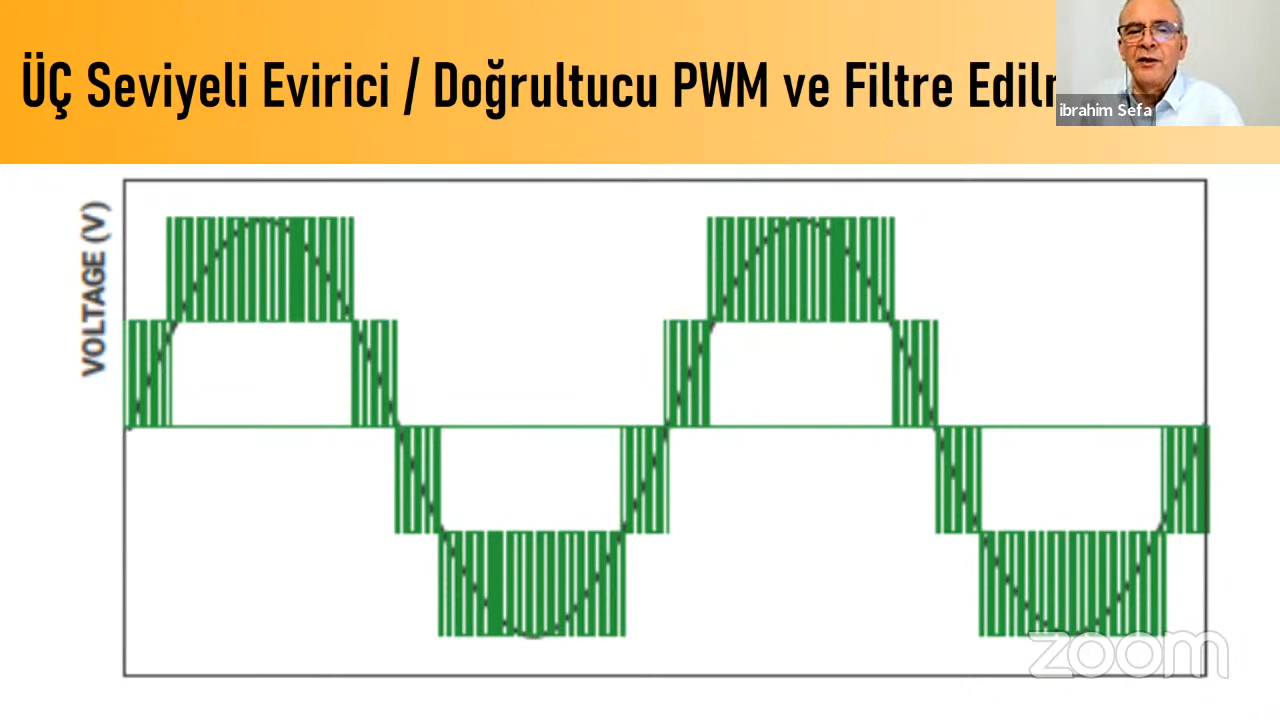 ÜÇ Seviyeli Evirici / Doğrultucu PWM ve Filtre
ibrahim Sefa
VOLTAGE (V)
zoom